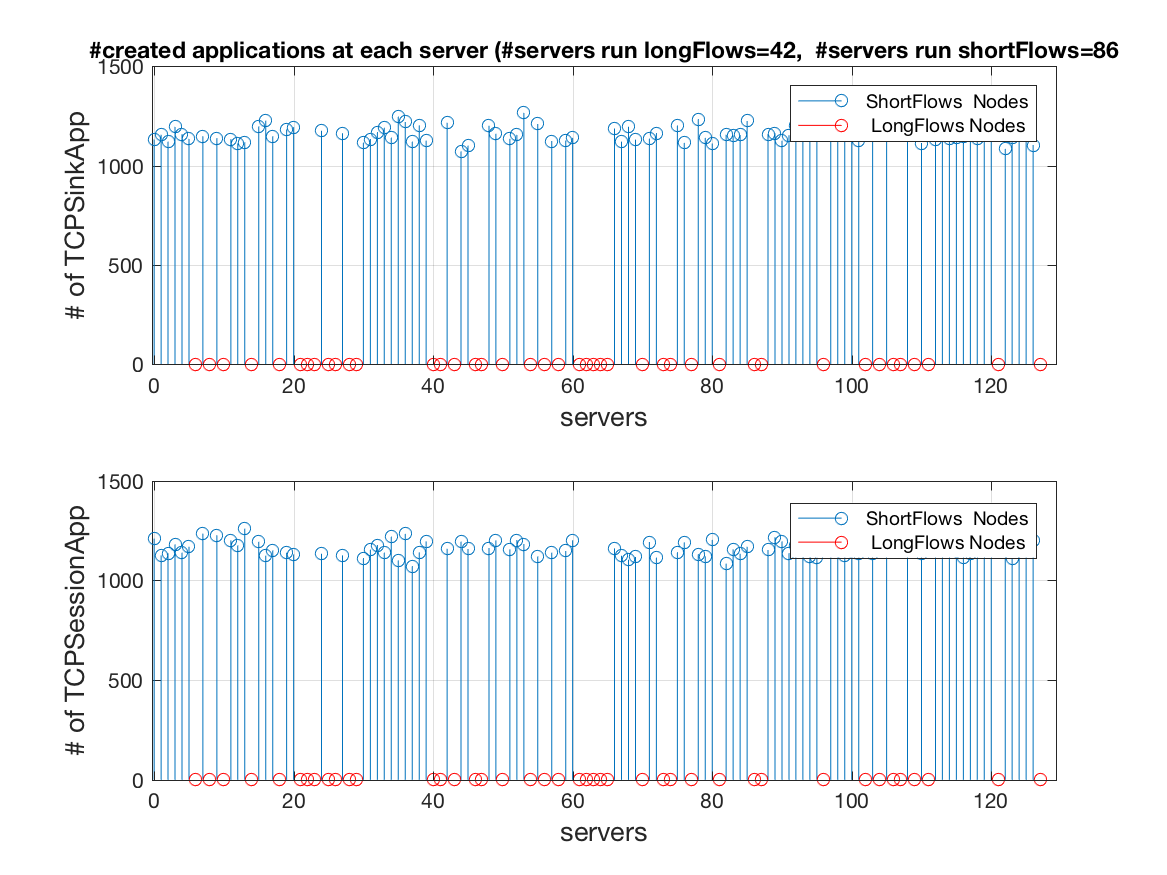 #created applications at each server (#servers run longFlows=42,  #servers run shortFlows=86
1500
1000
500
0
# of TCPSinkApp
ShortFlows  Nodes
LongFlows Nodes
0 20 40 60 80 100 120
servers
1500
1000
500
0
# of TCPSessionApp
ShortFlows  Nodes
LongFlows Nodes
0 20 40 60 80 100 120
servers